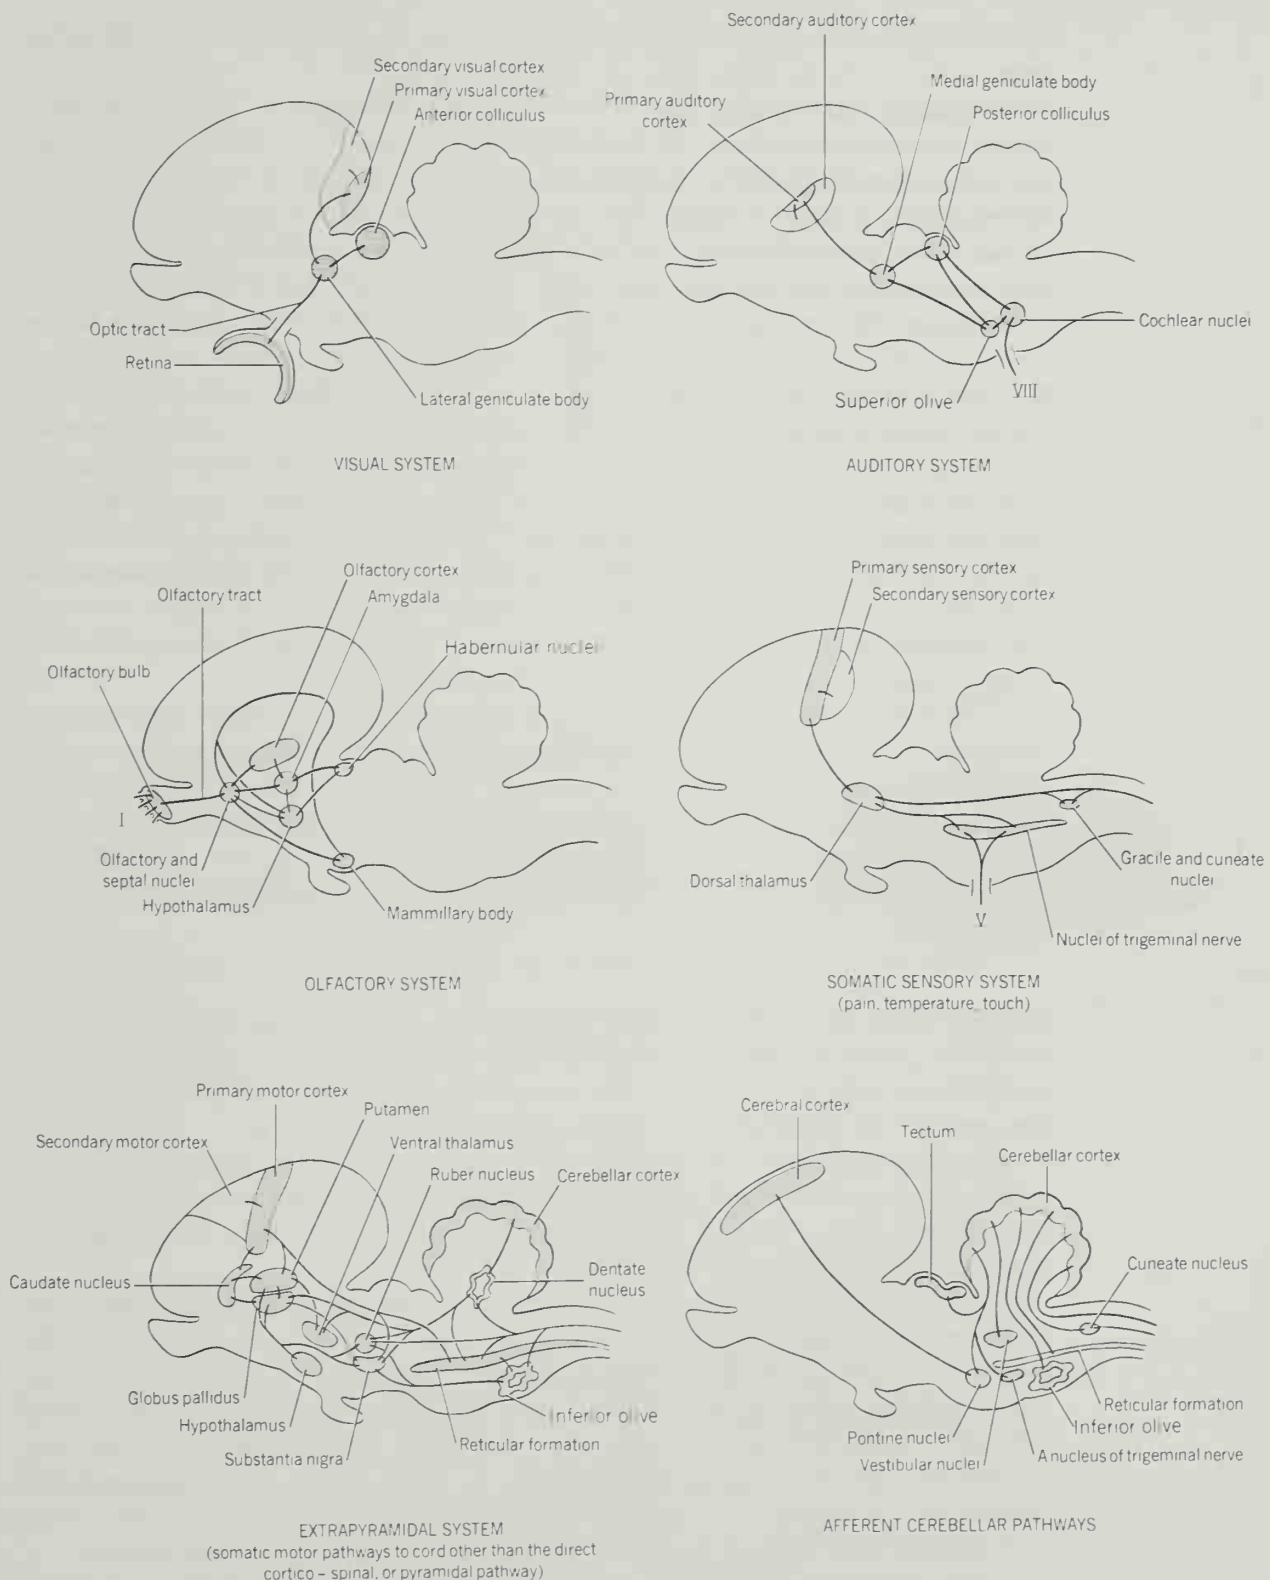 Secondary visual cortex
Primary visual cortex
Anterior colliculus
Optic tract
Retina
Lateral geniculate body
VISUAL SYSTEM
Secondary auditory cortex
Medial geniculate body
Primary auditory
cortex
Posterior colliculus
Cochlear nuclei
Superior olive
VIII
AUDITORY SYSTEM
Olfactory cortex
Olfactory tract
Amygdala
Habernular nuclei
Olfactory bulb
I
Olfactory and
septal nuclei
Hypothalamus
Mammillary body
OLFACTORY SYSTEM
Primary sensory cortex
Secondary sensory cortex
Dorsal thalamus
Gracile and cuneate
nuclei
V
Nuclei of trigeminal nerve
SOMATIC SENSORY SYSTEM
(pain, temperature, touch)
Primary motor cortex
Putamen
Secondary motor cortex
Ventral thalamus
Ruber nucleus
Cerebellar cortex
Caudate nucleus
Dentate
nucleus
Globus pallidus
Hypothalamus
Inferior olive
Substantia nigra
Reticular formation
EXTRAPYRAMIDAL SYSTEM
(somatic motor pathways to cord other than the direct
cortico – spinal, or pyramidal pathway)
Cerebral cortex
Tectum
Cerebellar cortex
Cuneate nucleus
Reticular formation
Inferior olive
Pontine nuclei
A nucleus of trigeminal nerve
Vestibular nuclei
AFFERENT CEREBELLAR PATHWAYS